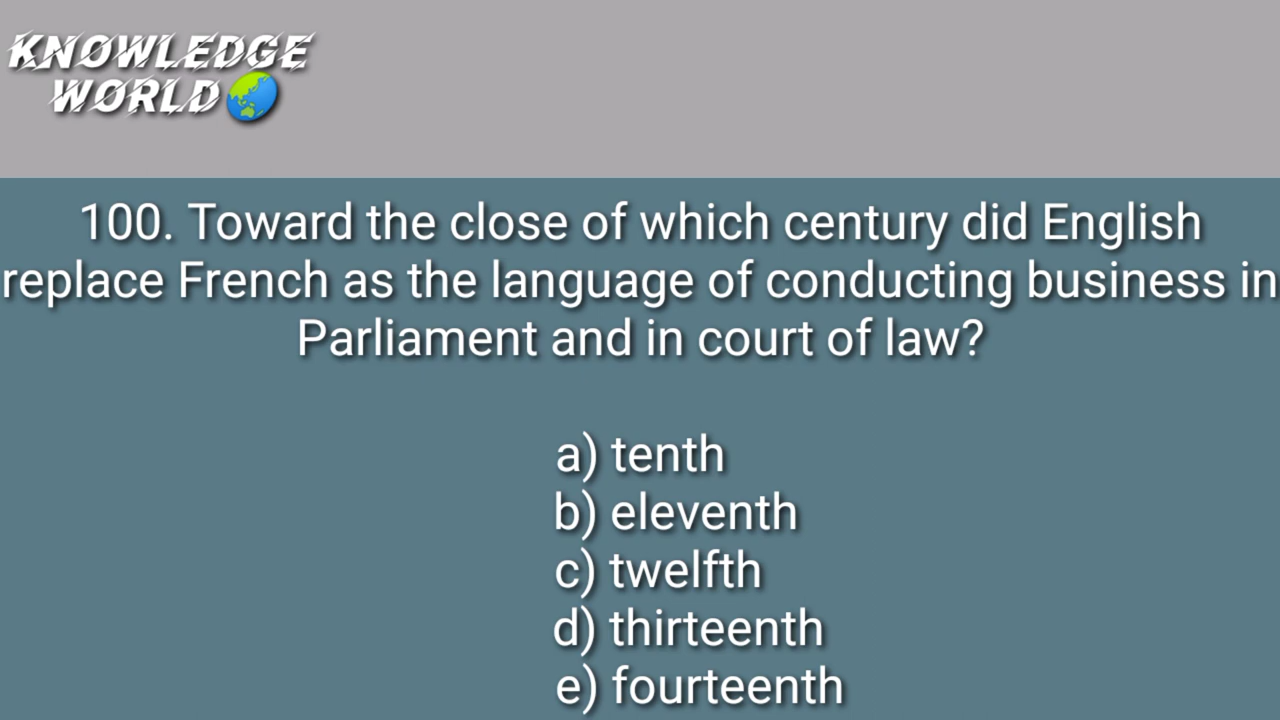 KNOWLEDGE
WORLD
100. Toward the close of which century did English
replace French as the language of conducting business in
Parliament and in court of law?
a) tenth
b) eleventh
c) twelfth
d) thirteenth
e) fourteenth